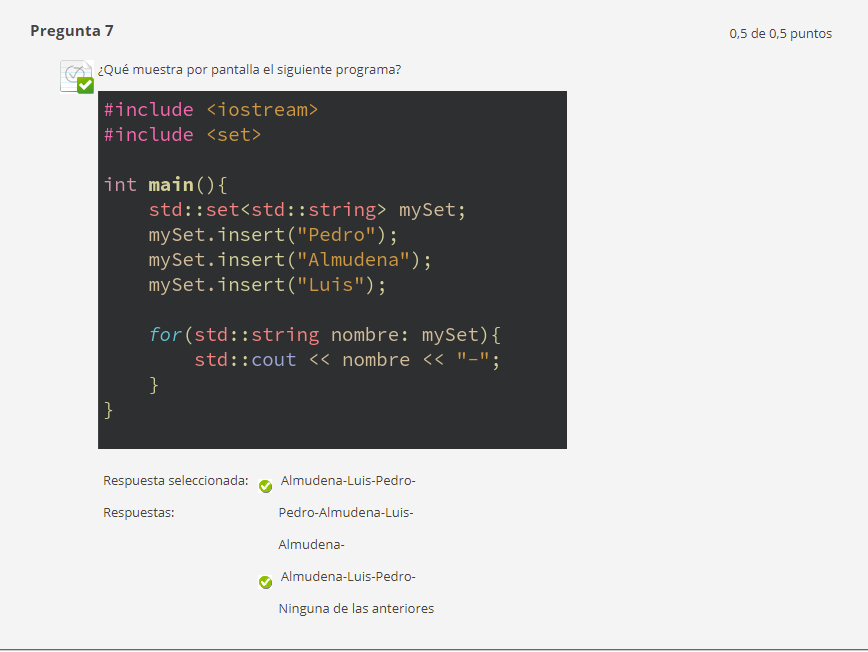 Pregunta 7
0,5 de 0,5 puntos
¿Qué muestra por pantalla el siguiente programa?
#include <iostream>
#include <set>
int main(){
    std::set<std::string> mySet;
    mySet.insert("Pedro");
    mySet.insert("Almudena");
    mySet.insert("Luis");
    for(std::string nombre: mySet){
        std::cout << nombre << "-";
    }
}
Respuesta seleccionada: Almudena-Luis-Pedro-
Respuestas: Pedro-Almudena-Luis-
Almudena-
Almudena-Luis-Pedro-
Ninguna de las anteriores